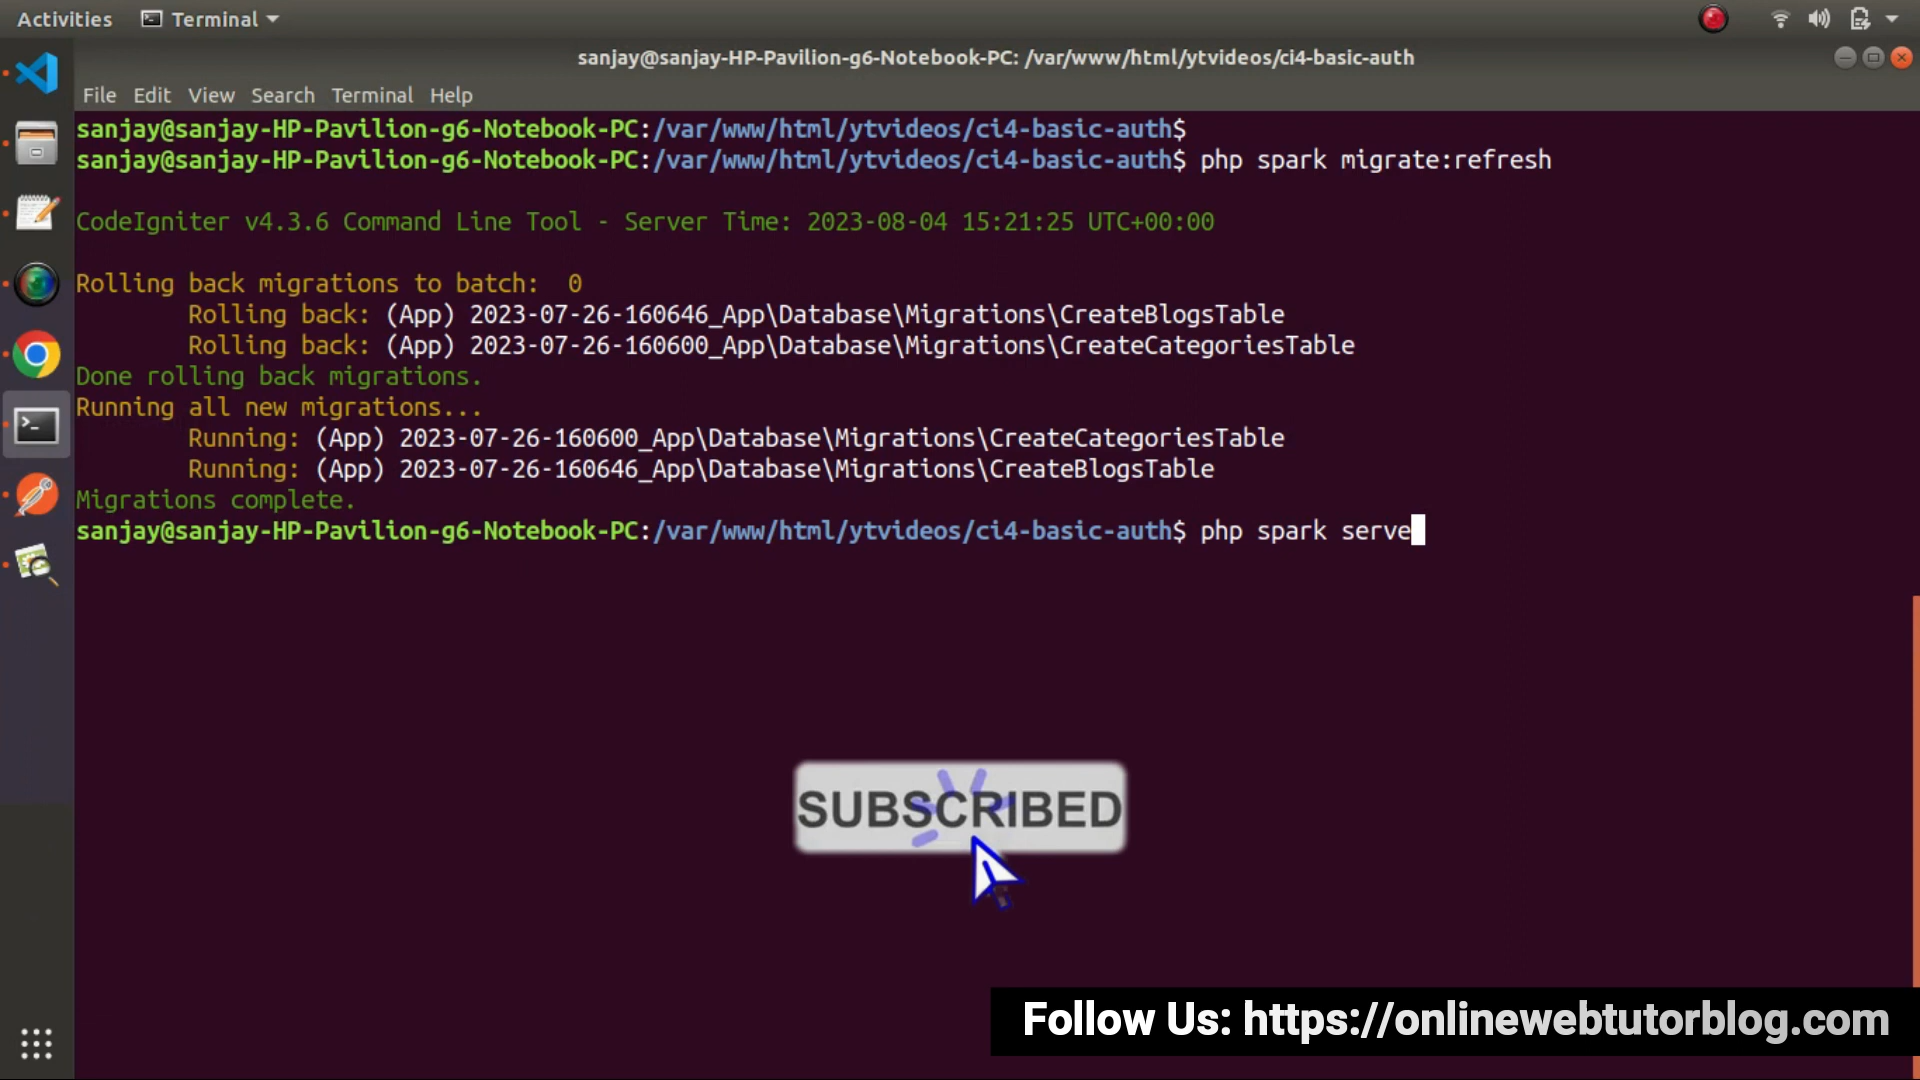 Activities Terminal
sanjay@sanjay-HP-Pavilion-g6-Notebook-PC: /var/www/html/ytvideos/ci4-basic-auth
File Edit View Search Terminal Help
sanjay@sanjay-HP-Pavilion-g6-Notebook-PC:/var/www/html/ytvideos/ci4-basic-auth$
sanjay@sanjay-HP-Pavilion-g6-Notebook-PC:/var/www/html/ytvideos/ci4-basic-auth$ php spark migrate:refresh
CodeIgniter v4.3.6 Command Line Tool - Server Time: 2023-08-04 15:21:25 UTC+00:00
Rolling back migrations to batch: 0
Rolling back: (App) 2023-07-26-160646_App\Database\Migrations\CreateBlogsTable
Rolling back: (App) 2023-07-26-160600_App\Database\Migrations\CreateCategoriesTable
Done rolling back migrations.
Running all new migrations...
Running: (App) 2023-07-26-160600_App\Database\Migrations\CreateCategoriesTable
Running: (App) 2023-07-26-160646_App\Database\Migrations\CreateBlogsTable
Migrations complete.
sanjay@sanjay-HP-Pavilion-g6-Notebook-PC:/var/www/html/ytvideos/ci4-basic-auth$ php spark serve
SUBSCRIBED
Follow Us: https://onlinewebtutorblog.com